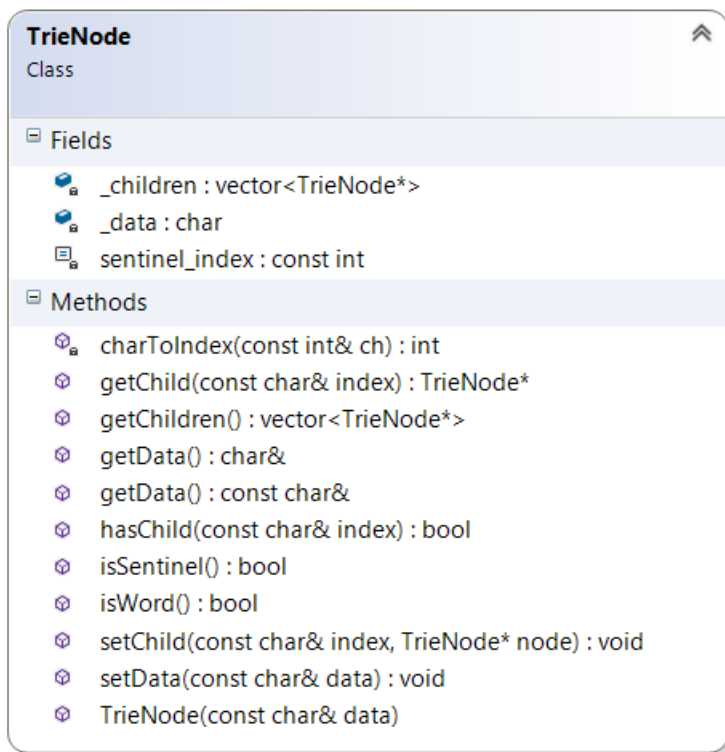 TrieNode
Class
Fields
_children : vector<TrieNode*>
_data : char
sentinel_index : const int
Methods
charToIndex(const int& ch) : int
getChild(const char& index) : TrieNode*
getChildren() : vector<TrieNode*>
getData() : char&
getData() : const char&
hasChild(const char& index) : bool
isSentinel() : bool
isWord() : bool
setChild(const char& index, TrieNode* node) : void
setData(const char& data) : void
TrieNode(const char& data)